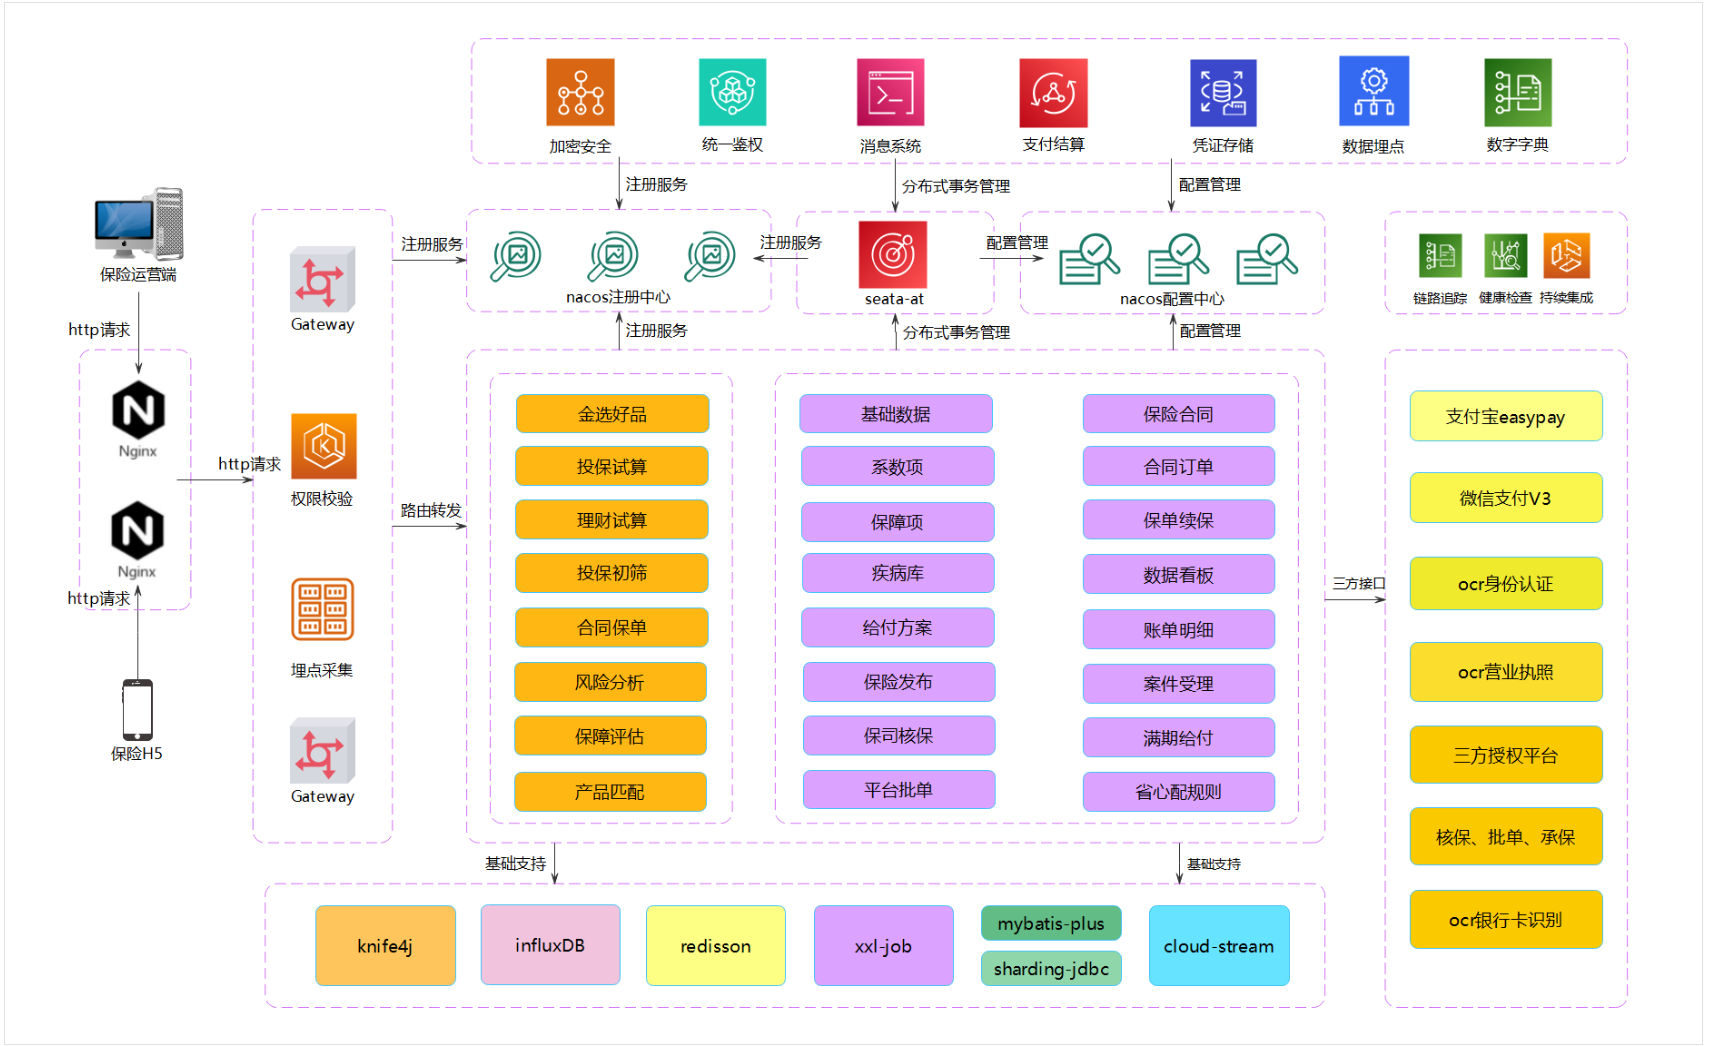 加密安全
统一鉴权
消息系统
支付结算
凭证存储
数据埋点
数字字典
注册服务
分布式事务管理
配置管理
保险运营端
http请求
Nginx
Nginx
http请求
保险H5
http请求
Gateway
权限校验
埋点采集
Gateway
注册服务
路由转发
nacos注册中心
注册服务
seata-at
配置管理
nacos配置中心
链路追踪
健康检查
持续集成
注册服务
分布式事务管理
配置管理
金选好品
投保试算
理财试算
投保初筛
合同保单
风险分析
保障评估
产品匹配
基础数据
系数项
保障项
疾病库
给付方案
保险发布
保司核保
平台批单
保险合同
合同订单
保单续保
数据看板
账单明细
案件受理
满期给付
省心配规则
三方接口
支付宝easypay
微信支付V3
ocr身份认证
ocr营业执照
三方授权平台
核保、批单、承保
ocr银行卡识别
基础支持
基础支持
knife4j
influxDB
redisson
xxl-job
mybatis-plus
sharding-jdbc
cloud-stream